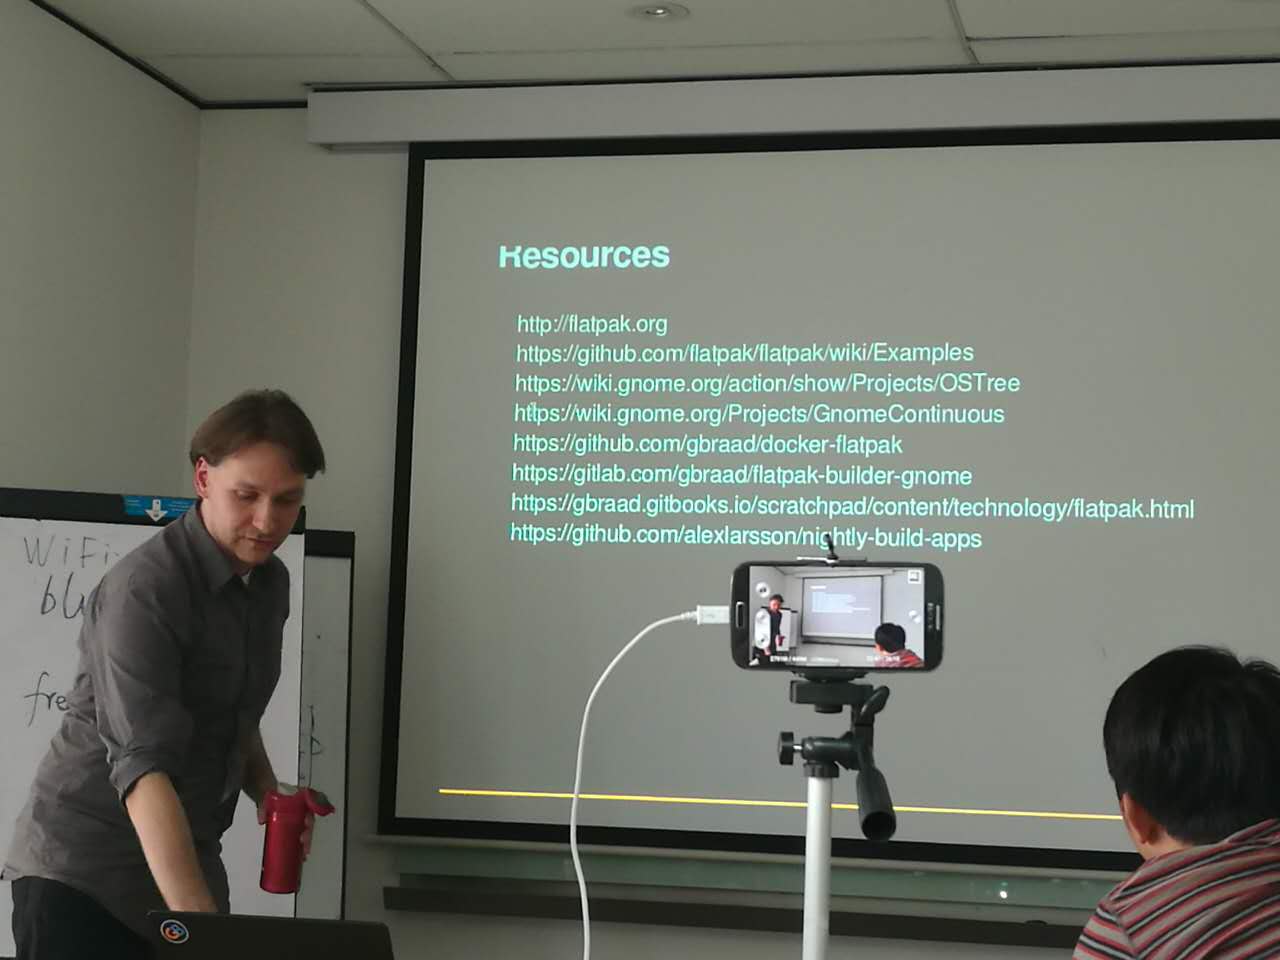 Resources
http://flatpak.org
https://github.com/flatpak/flatpak/wiki/Examples
https://wiki.gnome.org/action/show/Projects/OSTree
https://wiki.gnome.org/Projects/GnomeContinuous
https://github.com/gbraad/docker-flatpak
https://gitlab.com/gbraad/flatpak-builder-gnome
https://gbraad.gitbooks.io/scratchpad/content/technology/flatpak.html
https://github.com/alexlarsson/nightly-build-apps
WiFi